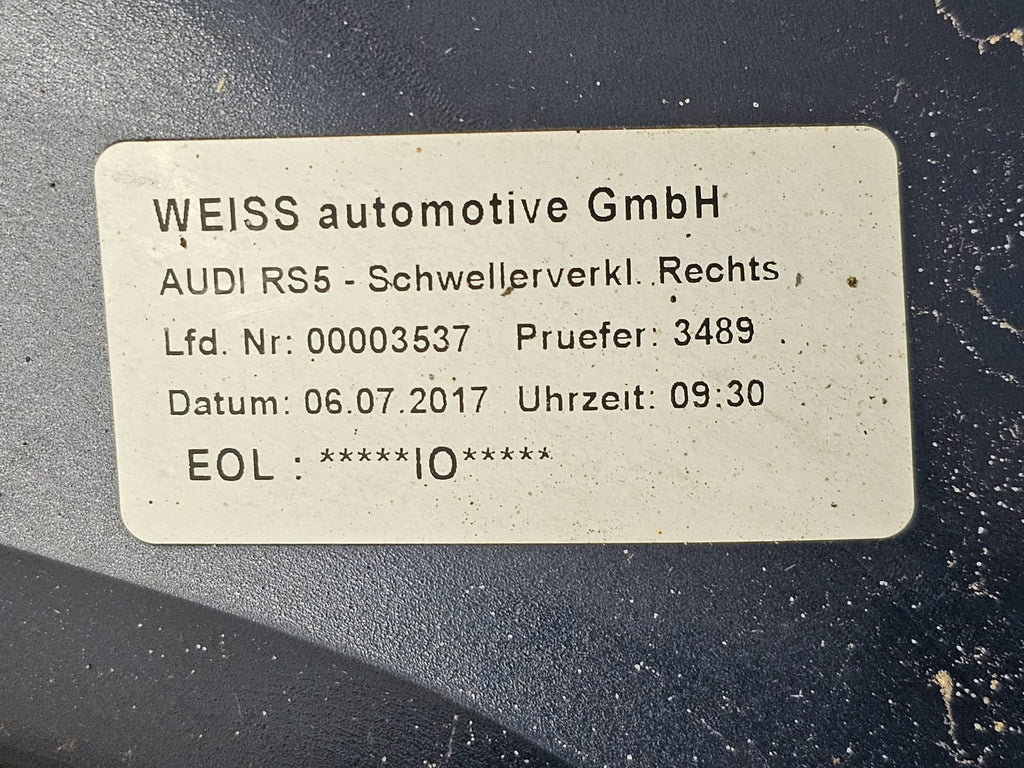 WEISS automotive GmbH
AUDI RS5 - Schwellerverkl. Rechts
Lfd. Nr: 00003537 Pruefer: 3489
Datum: 06.07.2017 Uhrzeit: 09:30
EOL : *****IO*****